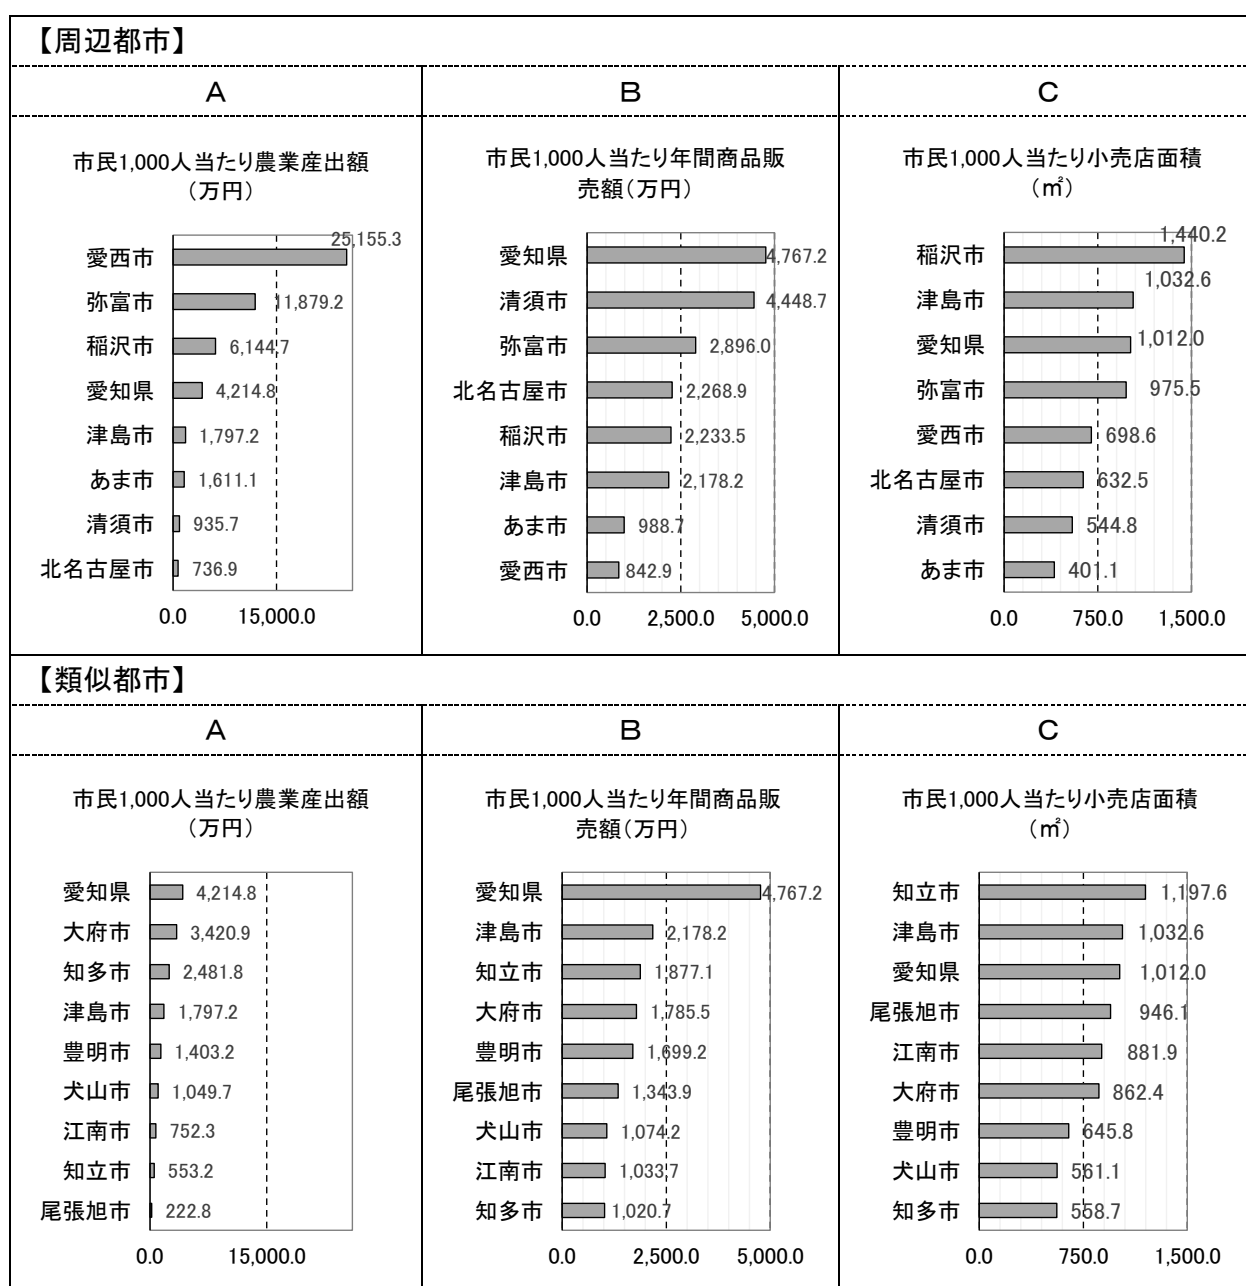 【周辺都市】
A
B
C
市民1,000人当たり農業産出額
（万円）
愛西市 25,155.3
弥富市 11,879.2
稲沢市 6,144.7
愛知県 4,214.8
津島市 1,797.2
あま市 1,611.1
清須市 935.7
北名古屋市 736.9
0.0 15,000.0
市民1,000人当たり年間商品販
売額（万円）
愛知県 4,767.2
清須市 4,448.7
弥富市 2,896.0
北名古屋市 2,268.9
稲沢市 2,233.5
津島市 2,178.2
あま市 988.7
愛西市 842.9
0.0 2,500.0 5,000.0
市民1,000人当たり小売店面積
（㎡）
稲沢市 1,440.2
津島市 1,032.6
愛知県 1,012.0
弥富市 975.5
愛西市 698.6
北名古屋市 632.5
清須市 544.8
あま市 401.1
0.0 750.0 1,500.0
【類似都市】
A
B
C
市民1,000人当たり農業産出額
（万円）
愛知県 4,214.8
大府市 3,420.9
知多市 2,481.8
津島市 1,797.2
豊明市 1,403.2
犬山市 1,049.7
江南市 752.3
知立市 553.2
尾張旭市 222.8
0.0 15,000.0
市民1,000人当たり年間商品販
売額（万円）
愛知県 4,767.2
津島市 2,178.2
知立市 1,877.1
大府市 1,785.5
豊明市 1,699.2
尾張旭市 1,343.9
犬山市 1,074.2
江南市 1,033.7
知多市 1,020.7
0.0 2,500.0 5,000.0
市民1,000人当たり小売店面積
（㎡）
知立市 1,197.6
津島市 1,032.6
愛知県 1,012.0
尾張旭市 946.1
江南市 881.9
大府市 862.4
豊明市 645.8
犬山市 561.1
知多市 558.7
0.0 750.0 1,500.0